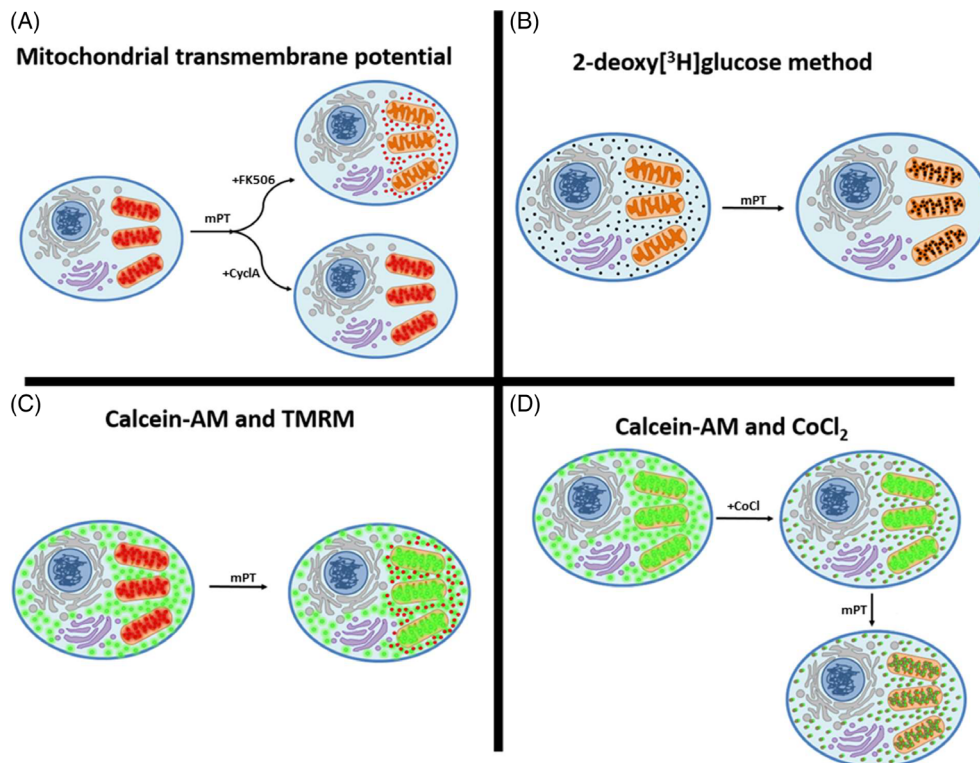 (A)
Mitochondrial transmembrane potential
+FK506
mPT
+CyclA
(B)
2-deoxy[³H]glucose method
mPT
(C)
Calcein-AM and TMRM
mPT
(D)
Calcein-AM and CoCl₂
+CoCl
mPT